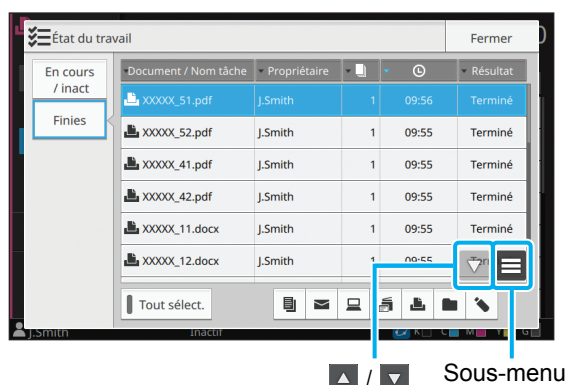 État du travail
Fermer
En cours
/ inact
Finies
Document / Nom tâche Propriétaire Résultat
XXXXX_51.pdf J.Smith 1 09:56 Terminé
XXXXX_52.pdf J.Smith 1 09:55 Terminé
XXXXX_41.pdf J.Smith 1 09:55 Terminé
XXXXX_42.pdf J.Smith 1 09:55 Terminé
XXXXX_11.docx J.Smith 1 09:55 Terminé
XXXXX_12.docx J.Smith 1 09:55
Tout sélect.
J.Smith Inactif K C M Y G
/ Sous-menu